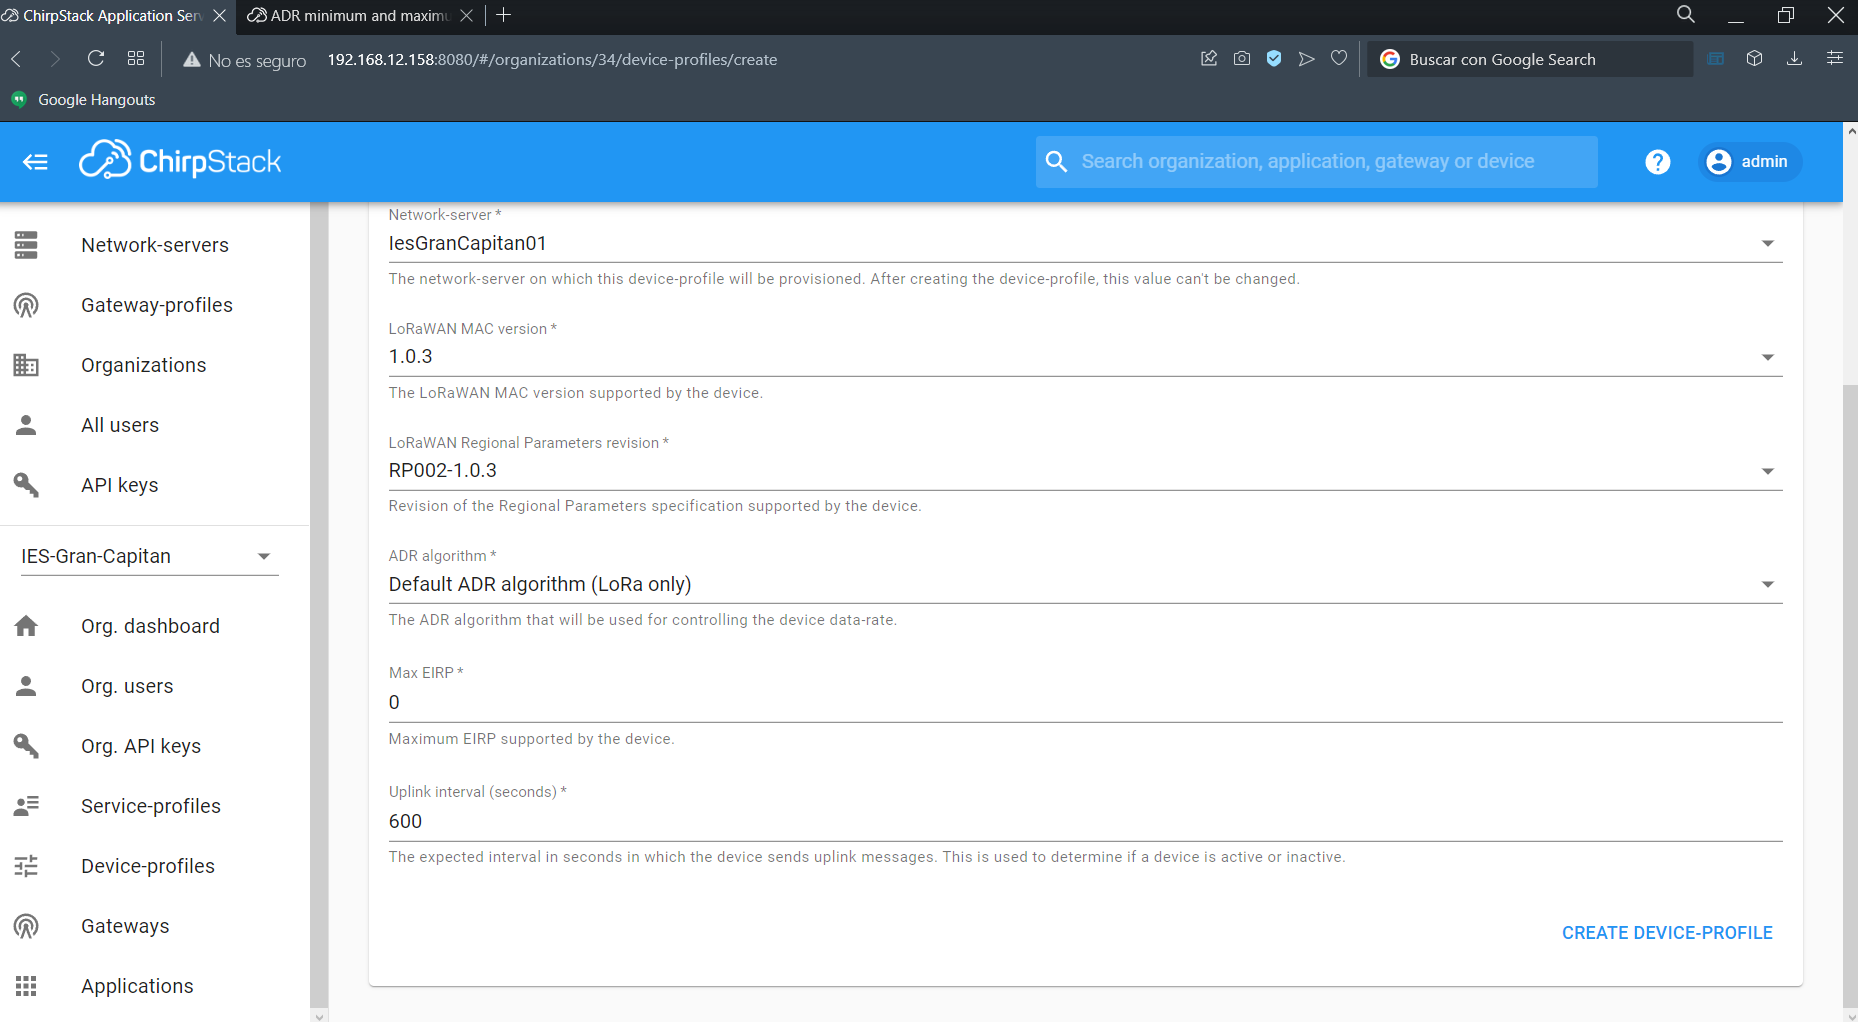 ChirpStack Application Ser
ADR minimum and maxim
No es seguro
192.168.12.158:8080/#/organizations/34/device-profiles/create
Buscar con Google Search
Google Hangouts
ChirpStack
Search organization, application, gateway or device
admin
Network-servers
Gateway-profiles
Organizations
All users
API keys
IES-Gran-Capitan
Org. dashboard
Org. users
Org. API keys
Service-profiles
Device-profiles
Gateways
Applications
Network-server *
IesGranCapitan01
The network-server on which this device-profile will be provisioned. After creating the device-profile, this value can't be changed.
LoRaWAN MAC version *
1.0.3
The LoRaWAN MAC version supported by the device.
LoRaWAN Regional Parameters revision *
RP002-1.0.3
Revision of the Regional Parameters specification supported by the device.
ADR algorithm *
Default ADR algorithm (LoRa only)
The ADR algorithm that will be used for controlling the device data-rate.
Max EIRP *
0
Maximum EIRP supported by the device.
Uplink interval (seconds) *
600
The expected interval in seconds in which the device sends uplink messages. This is used to determine if a device is active or inactive.
CREATE DEVICE-PROFILE